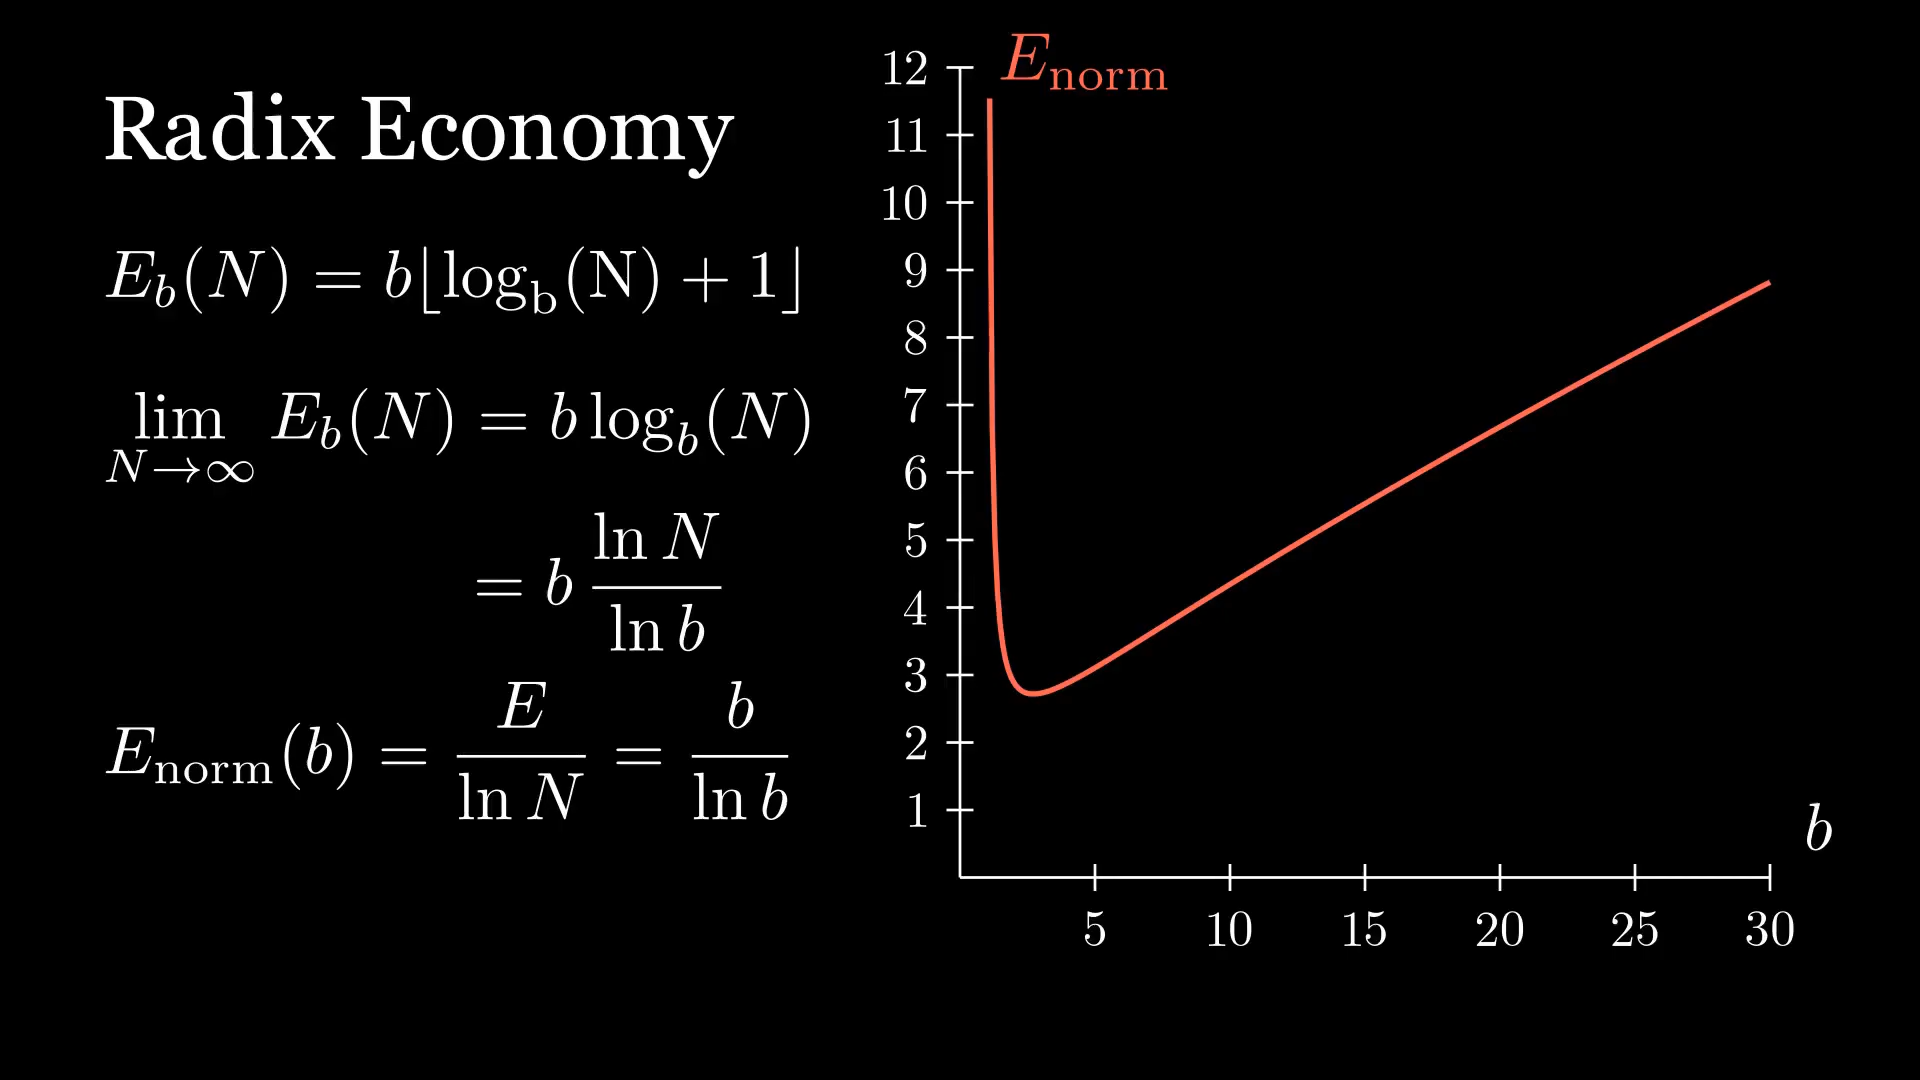 Radix Economy
E_b(N) = b⌊log_b(N) + 1⌋
lim_{N→∞} E_b(N) = b log_b(N)
= b ln N / ln b
E_norm(b) = E / ln N = b / ln b
E_norm
12
11
10
9
8
7
6
5
4
3
2
1
b
5 10 15 20 25 30